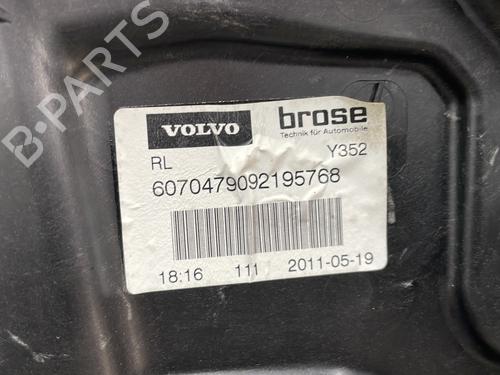 B-PARTS
VOLVO
brose
Technik für Automobile
RL Y352
6070479092195768
18:16 111 2011-05-19